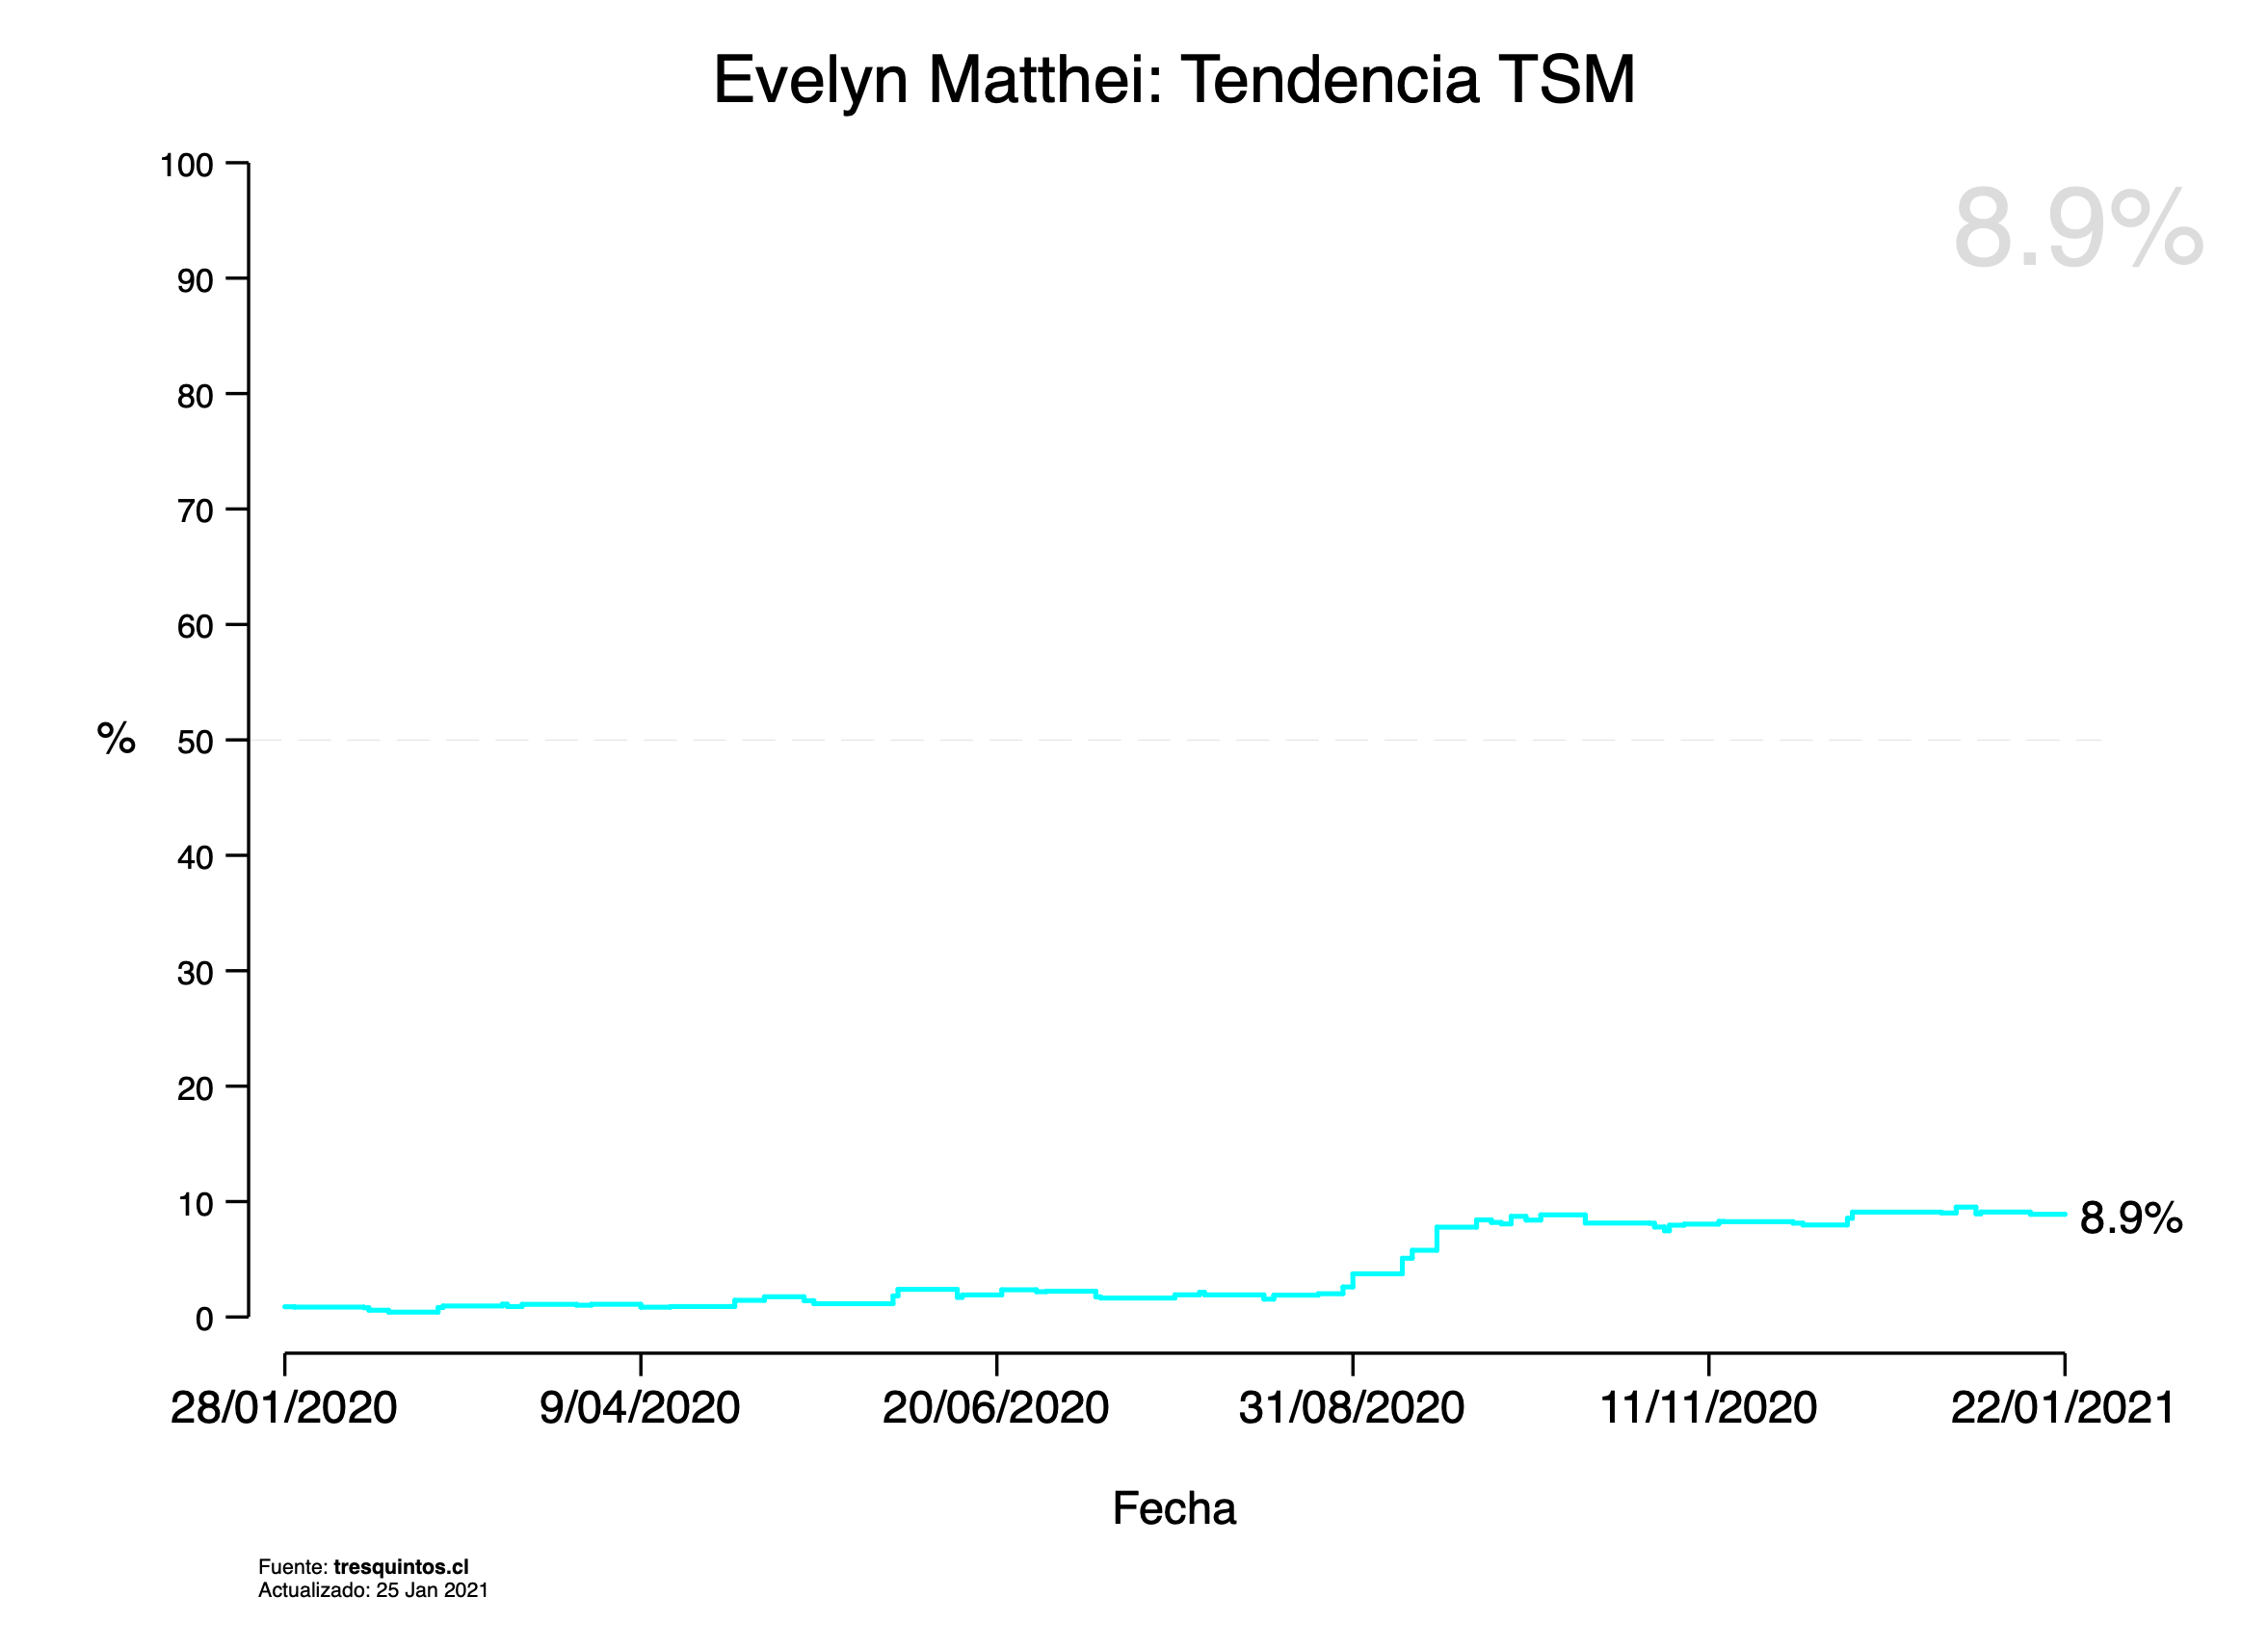 Evelyn Matthei: Tendencia TSM
100
8.9%
90
80
70
60
% 50
40
30
20
10
8.9%
0
28/01/2020 9/04/2020 20/06/2020 31/08/2020 11/11/2020 22/01/2021
Fecha
Fuente: tresquintos.cl
Actualizado: 25 Jan 2021